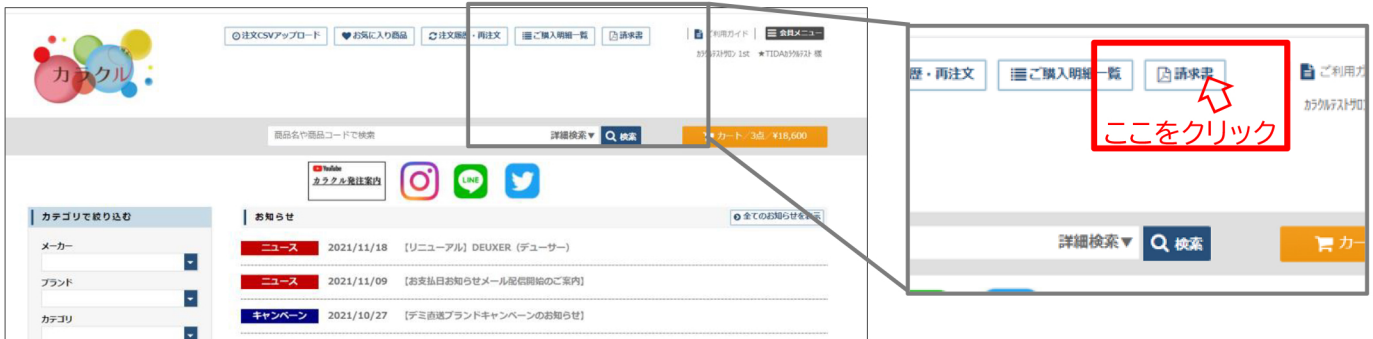 カラクル
注文CSVアップロード お気に入り商品 注文履歴・再注文 ご購入明細一覧 請求書
ご利用ガイド 会員メニュー
カラクルテストサロン 1st ★TIDAカラクルテスト 様
商品名や商品コードで検索 詳細検索▼ 検索 カート/3点/¥18,600
YouTube
カラクル発注案内
LINE
カテゴリで絞り込む
メーカー
ブランド
カテゴリ
お知らせ 全てのお知らせを表示
ニュース 2021/11/18 【リニューアル】DEUXER（デューサー）
ニュース 2021/11/09 【お支払日お知らせメール配信開始のご案内】
キャンペーン 2021/10/27 【デミ直送ブランドキャンペーンのお知らせ】
歴・再注文 ご購入明細一覧 請求書 ご利用ガ
カラクルテストサロ
ここをクリック
詳細検索▼ 検索 カー